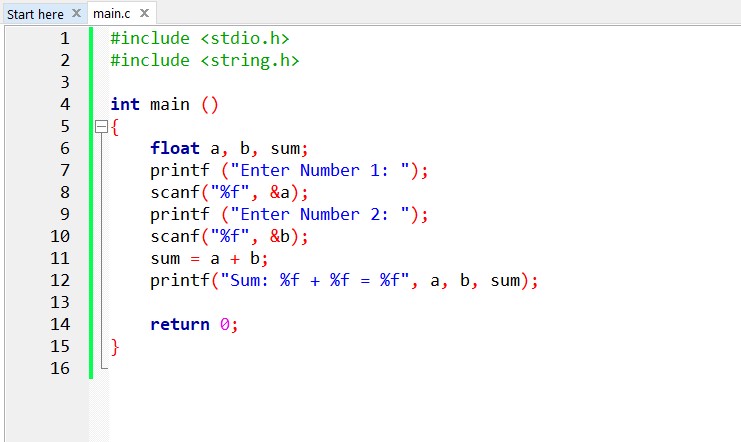 Start here X main.c X
1 #include <stdio.h>
2 #include <string.h>
3
4 int main ()
5 {
6 float a, b, sum;
7 printf ("Enter Number 1: ");
8 scanf("%f", &a);
9 printf ("Enter Number 2: ");
10 scanf("%f", &b);
11 sum = a + b;
12 printf("Sum: %f + %f = %f", a, b, sum);
13
14 return 0;
15 }
16